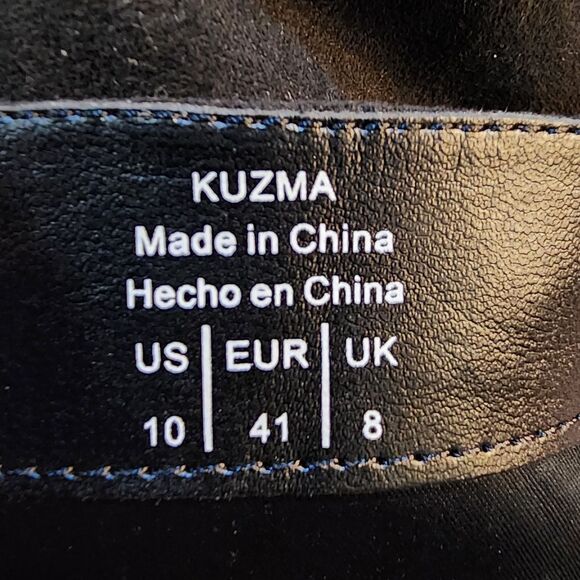 KUZMA
Made in China
Hecho en China
US | EUR | UK
10 | 41 | 8